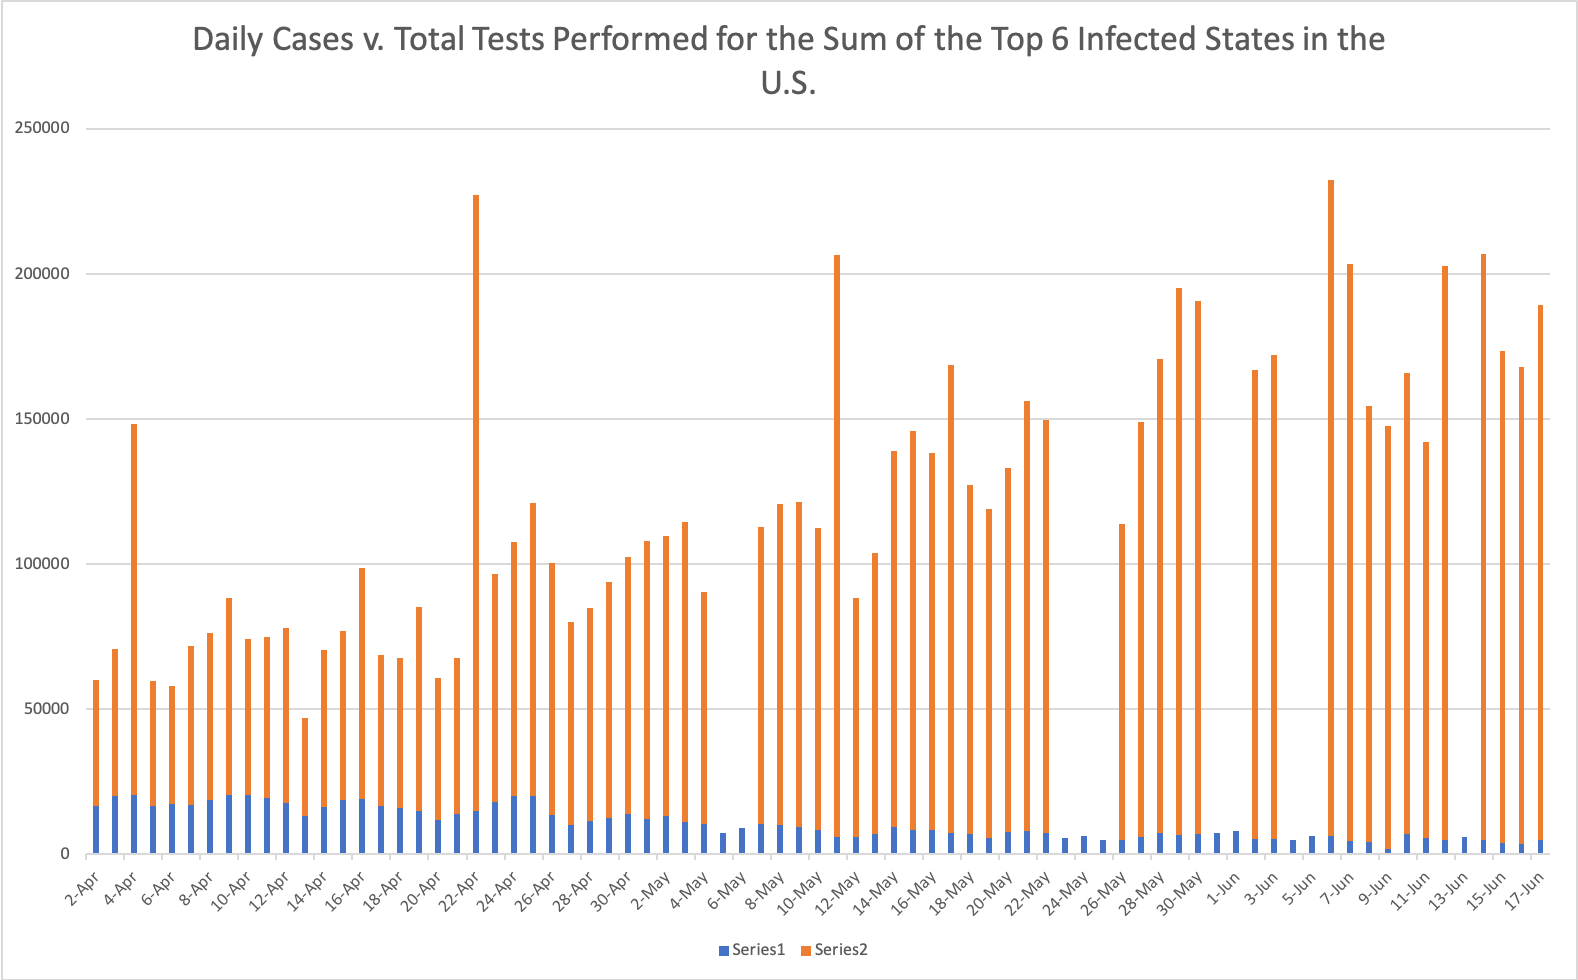 Daily Cases v. Total Tests Performed for the Sum of the Top 6 Infected States in the
U.S.
250000
200000
150000
100000
50000
0
2-Apr
4-Apr
6-Apr
8-Apr
10-Apr
12-Apr
14-Apr
16-Apr
18-Apr
20-Apr
22-Apr
24-Apr
26-Apr
28-Apr
30-Apr
2-May
4-May
6-May
8-May
10-May
12-May
14-May
16-May
18-May
20-May
22-May
24-May
26-May
28-May
30-May
1-Jun
3-Jun
5-Jun
7-Jun
9-Jun
11-Jun
13-Jun
15-Jun
17-Jun
Series1 Series2